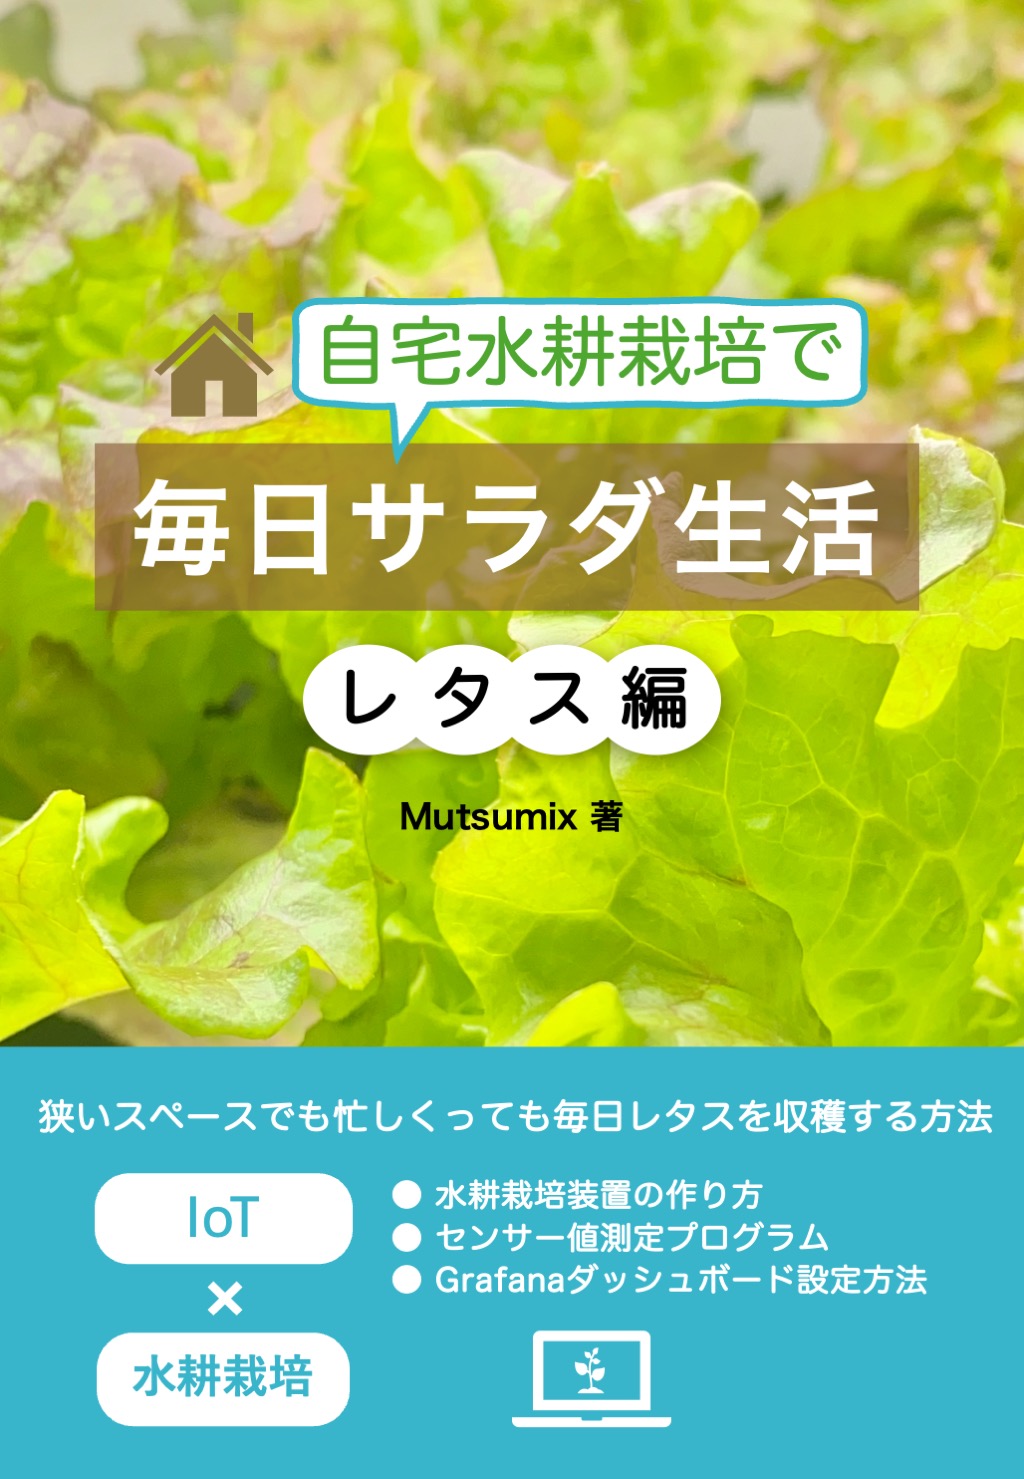 自宅水耕栽培で
毎日サラダ生活
レタス編
Mutsumix 著
狭いスペースでも忙しくっても毎日レタスを収穫する方法
IoT
×
水耕栽培
● 水耕栽培装置の作り方
● センサー値測定プログラム
● Grafanaダッシュボード設定方法